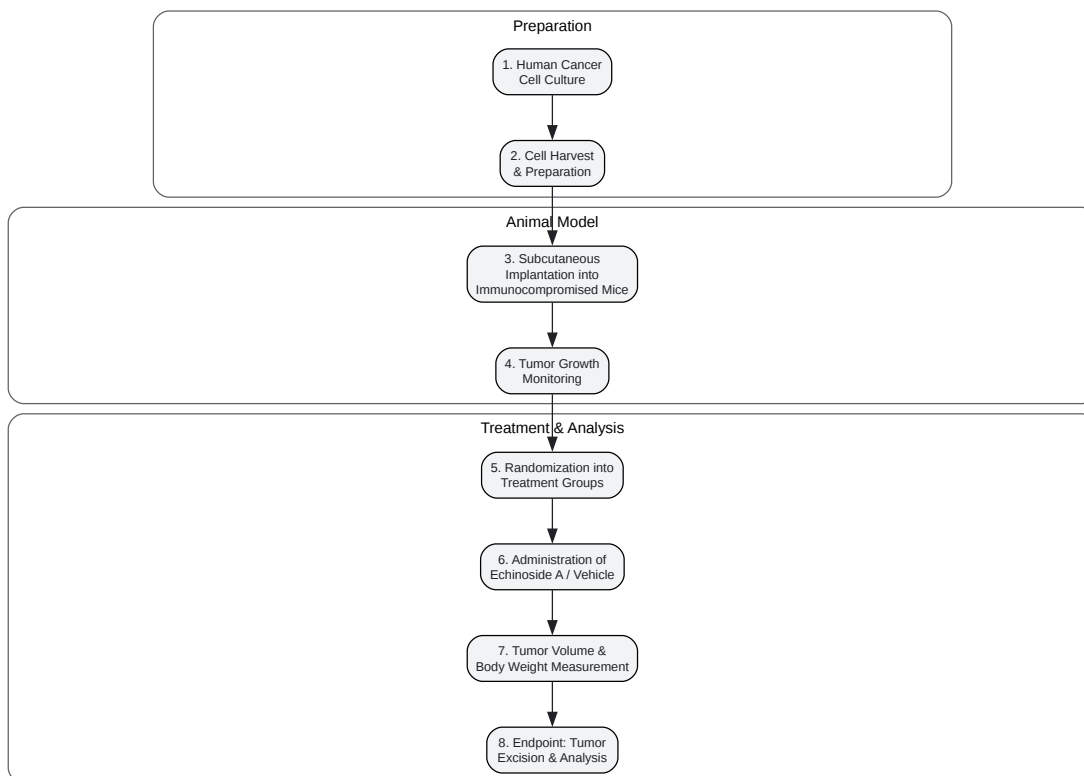 Preparation
1. Human Cancer
Cell Culture
2. Cell Harvest
& Preparation
Animal Model
3. Subcutaneous
Implantation into
Immunocompromised Mice
4. Tumor Growth
Monitoring
Treatment & Analysis
5. Randomization into
Treatment Groups
6. Administration of
Echinoside A / Vehicle
7. Tumor Volume &
Body Weight Measurement
8. Endpoint: Tumor
Excision & Analysis